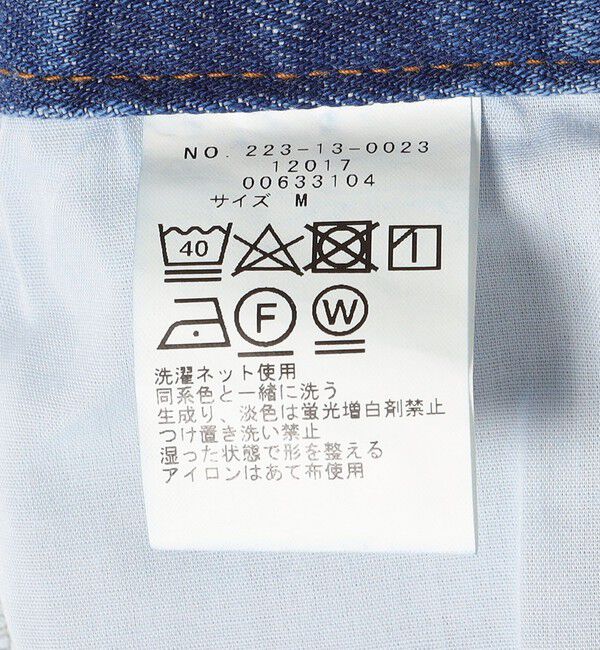 NO. 223-13-0023
12017
00633104
サイズ M
40
F W
洗濯ネット使用
同系色と一緒に洗う
生成り、淡色は蛍光増白剤禁止
つけ置き洗い禁止
湿った状態で形を整える
アイロンはあて布使用